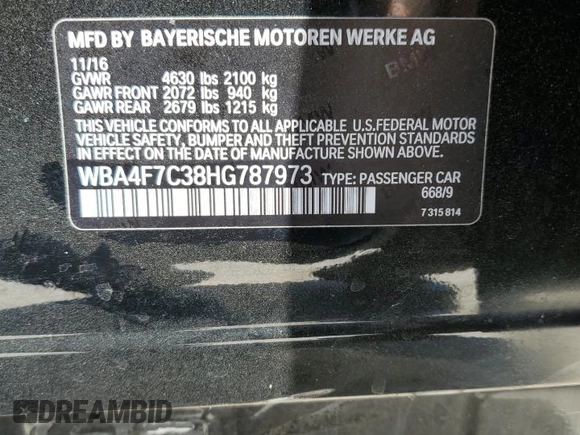 MFD BY BAYERISCHE MOTOREN WERKE AG
11/16
GVWR 4630 lbs 2100 kg
GAWR FRONT 2072 lbs 940 kg
GAWR REAR 2679 lbs 1215 kg
THIS VEHICLE CONFORMS TO ALL APPLICABLE U.S.FEDERAL MOTOR
VEHICLE SAFETY, BUMPER AND THEFT PREVENTION STANDARDS
IN EFFECT ON THE DATE OF MANUFACTURE SHOWN ABOVE.
WBA4F7C38HG787973 TYPE: PASSENGER CAR
668/9
7 315 814
DREAMBID